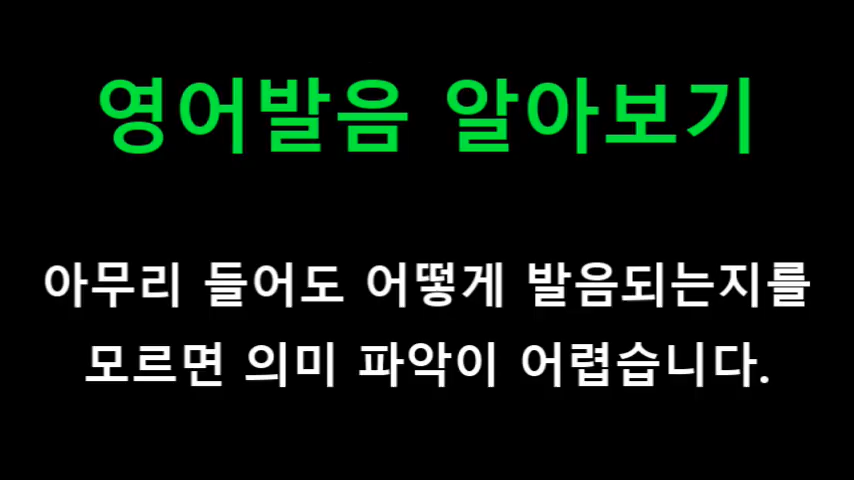 영어발음 알아보기
아무리 들어도 어떻게 발음되는지를
모르면 의미 파악이 어렵습니다.